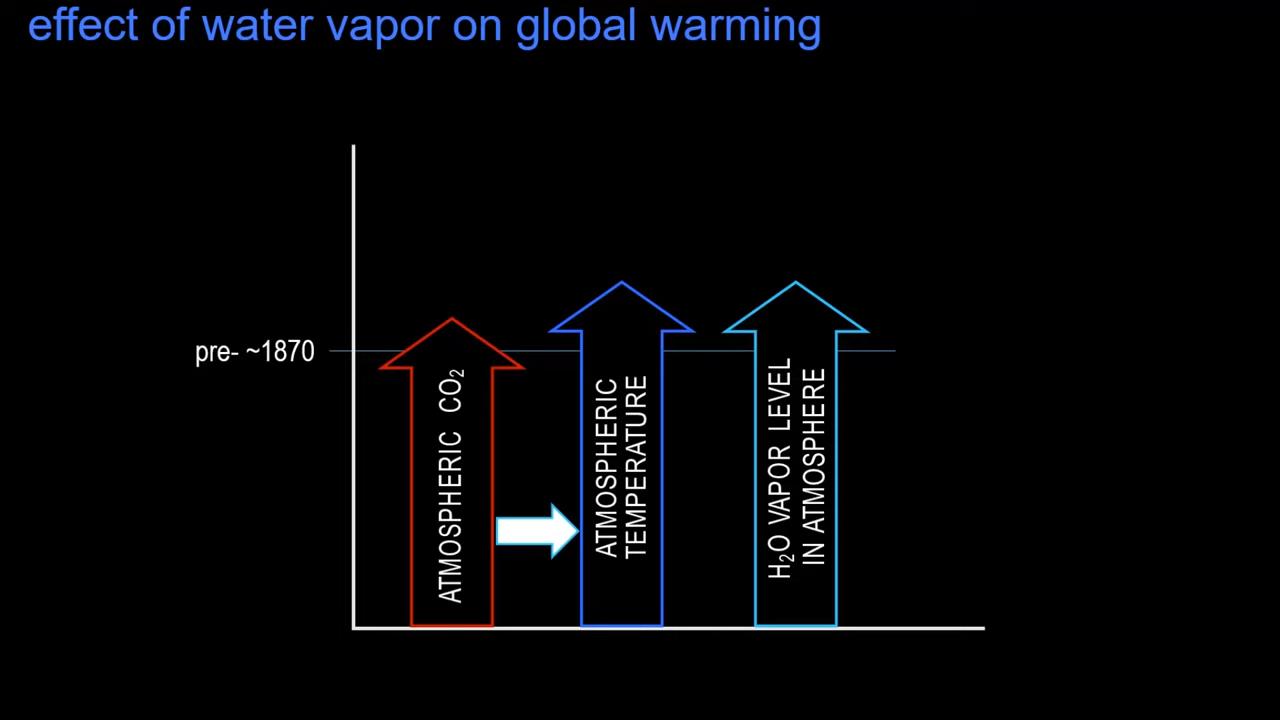 effect of water vapor on global warming
pre- ~1870
ATMOSPHERIC CO₂
ATMOSPHERIC
TEMPERATURE
H₂O VAPOR LEVEL
IN ATMOSPHERE